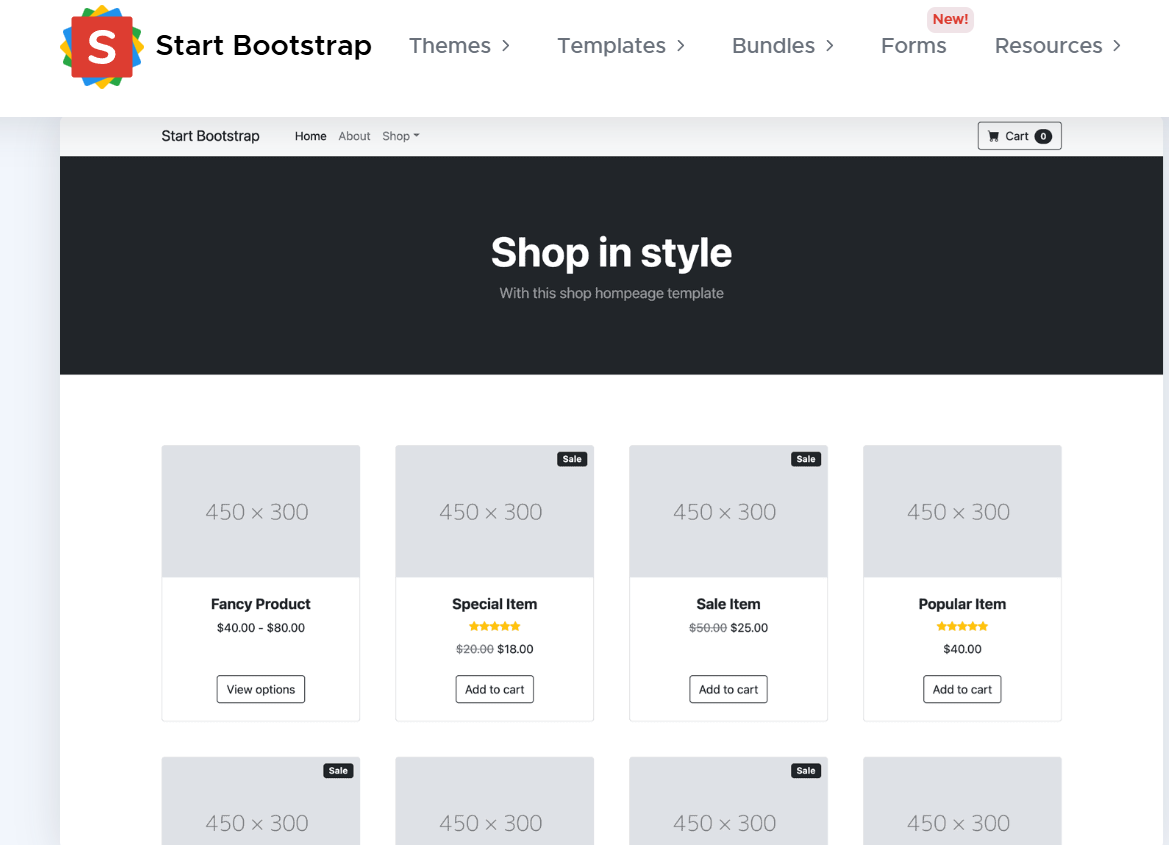 New!
S Start Bootstrap Themes Templates Bundles Forms Resources
Start Bootstrap Home About Shop Cart 0
Shop in style
With this shop hompeage template
Sale Sale
450 × 300 450 × 300 450 × 300 450 × 300
Fancy Product Special Item Sale Item Popular Item
$40.00 - $80.00 $50.00 $25.00
$20.00 $18.00 $40.00
View options Add to cart Add to cart Add to cart
Sale Sale
450 × 300 450 × 300 450 × 300 450 × 300